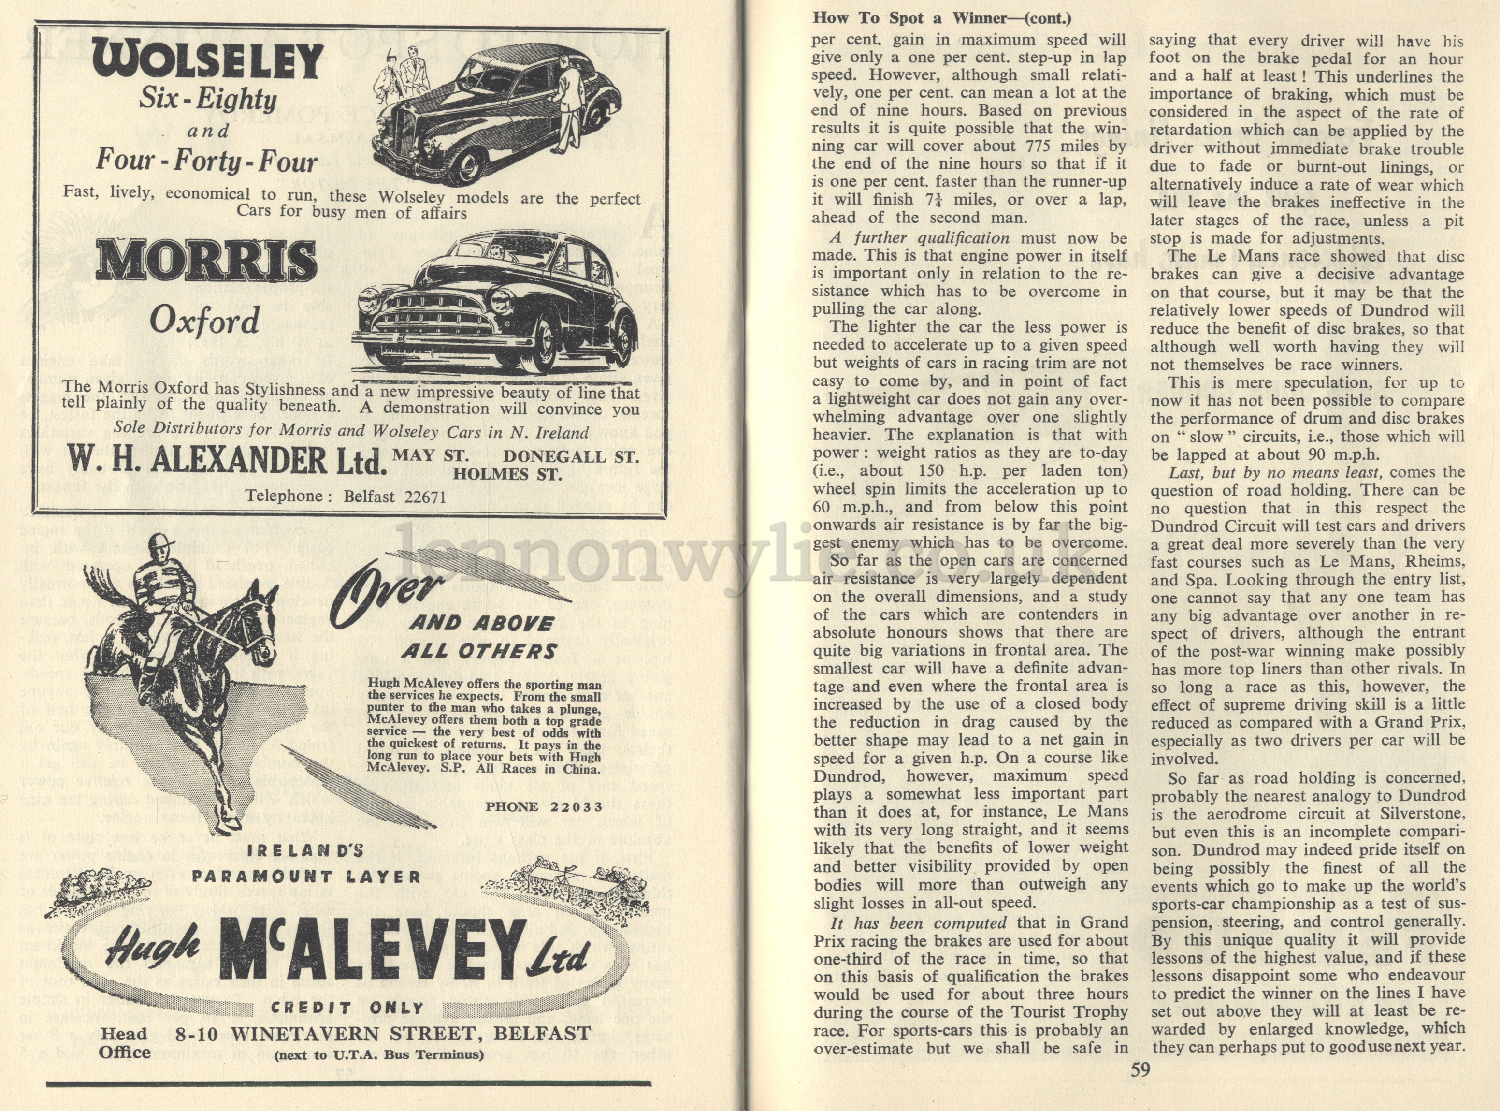 WOLSELEY
Six - Eighty
and
Four - Forty - Four
Fast, lively, economical to run, these Wolseley models are the perfect
Cars for busy men of affairs
MORRIS
Oxford
The Morris Oxford has Stylishness and a new impressive beauty of line that
tell plainly of the quality beneath. A demonstration will convince you
Sole Distributors for Morris and Wolseley Cars in N. Ireland
W. H. ALEXANDER Ltd. MAY ST. DONEGALL ST.
HOLMES ST.
Telephone : Belfast 22671
Over
AND ABOVE
ALL OTHERS
Hugh McAlevey offers the sporting man
the services he expects. From the small
punter to the man who takes a plunge,
McAlevey offers them both a top grade
service — the very best of odds with
the quickest of returns. It pays in the
long run to place your bets with Hugh
McAlevey. S.P. All Races in China.
PHONE 22033
IRELAND'S
PARAMOUNT LAYER
Hugh McALEVEY Ltd
CREDIT ONLY
Head 8-10 WINETAVERN STREET, BELFAST
Office (next to U.T.A. Bus Terminus)
How To Spot a Winner—(cont.)
per cent. gain in maximum speed will
give only a one per cent. step-up in lap
speed. However, although small relati-
vely, one per cent. can mean a lot at the
end of nine hours. Based on previous
results it is quite possible that the win-
ning car will cover about 775 miles by
the end of the nine hours so that if it
is one per cent. faster than the runner-up
it will finish 7¾ miles, or over a lap,
ahead of the second man.
A further qualification must now be
made. This is that engine power in itself
is important only in relation to the re-
sistance which has to be overcome in
pulling the car along.
The lighter the car the less power is
needed to accelerate up to a given speed
but weights of cars in racing trim are not
easy to come by, and in point of fact
a lightweight car does not gain any over-
whelming advantage over one slightly
heavier. The explanation is that with
power : weight ratios as they are to-day
(i.e., about 150 h.p. per laden ton)
wheel spin limits the acceleration up to
60 m.p.h., and from below this point
onwards air resistance is by far the big-
gest enemy which has to be overcome.
So far as the open cars are concerned
air resistance is very largely dependent
on the overall dimensions, and a study
of the cars which are contenders in
absolute honours shows that there are
quite big variations in frontal area. The
smallest car will have a definite advan-
tage and even where the frontal area is
increased by the use of a closed body
the reduction in drag caused by the
better shape may lead to a net gain in
speed for a given h.p. On a course like
Dundrod, however, maximum speed
plays a somewhat less important part
than it does at, for instance, Le Mans
with its very long straight, and it seems
likely that the benefits of lower weight
and better visibility provided by open
bodies will more than outweigh any
slight losses in all-out speed.
It has been computed that in Grand
Prix racing the brakes are used for about
one-third of the race in time, so that
on this basis of qualification the brakes
would be used for about three hours
during the course of the Tourist Trophy
race. For sports-cars this is probably an
over-estimate but we shall be safe in
saying that every driver will have his
foot on the brake pedal for an hour
and a half at least ! This underlines the
importance of braking, which must be
considered in the aspect of the rate of
retardation which can be applied by the
driver without immediate brake trouble
due to fade or burnt-out linings, or
alternatively induce a rate of wear which
will leave the brakes ineffective in the
later stages of the race, unless a pit
stop is made for adjustments.
The Le Mans race showed that disc
brakes can give a decisive advantage
on that course, but it may be that the
relatively lower speeds of Dundrod will
reduce the benefit of disc brakes, so that
although well worth having they will
not themselves be race winners.
This is mere speculation, for up to
now it has not been possible to compare
the performance of drum and disc brakes
on “ slow ” circuits, i.e., those which will
be lapped at about 90 m.p.h.
Last, but by no means least, comes the
question of road holding. There can be
no question that in this respect the
Dundrod Circuit will test cars and drivers
a great deal more severely than the very
fast courses such as Le Mans, Rheims,
and Spa. Looking through the entry list,
one cannot say that any one team has
any big advantage over another in re-
spect of drivers, although the entrant
of the post-war winning make possibly
has more top liners than other rivals. In
so long a race as this, however, the
effect of supreme driving skill is a little
reduced as compared with a Grand Prix,
especially as two drivers per car will be
involved.
So far as road holding is concerned,
probably the nearest analogy to Dundrod
is the aerodrome circuit at Silverstone,
but even this is an incomplete compari-
son. Dundrod may indeed pride itself on
being possibly the finest of all the
events which go to make up the world's
sports-car championship as a test of sus-
pension, steering, and control generally.
By this unique quality it will provide
lessons of the highest value, and if these
lessons disappoint some who endeavour
to predict the winner on the lines I have
set out above they will at least be re-
warded by enlarged knowledge, which
they can perhaps put to good use next year.
59
lennonwylie.co.uk